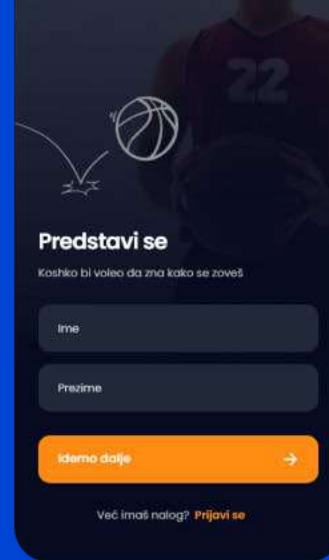 22
Predstavi se
Koshko bi voleo da zna kako se zoveš
Ime
Prezime
Idemo dalje
Već imaš nalog? Prijavi se